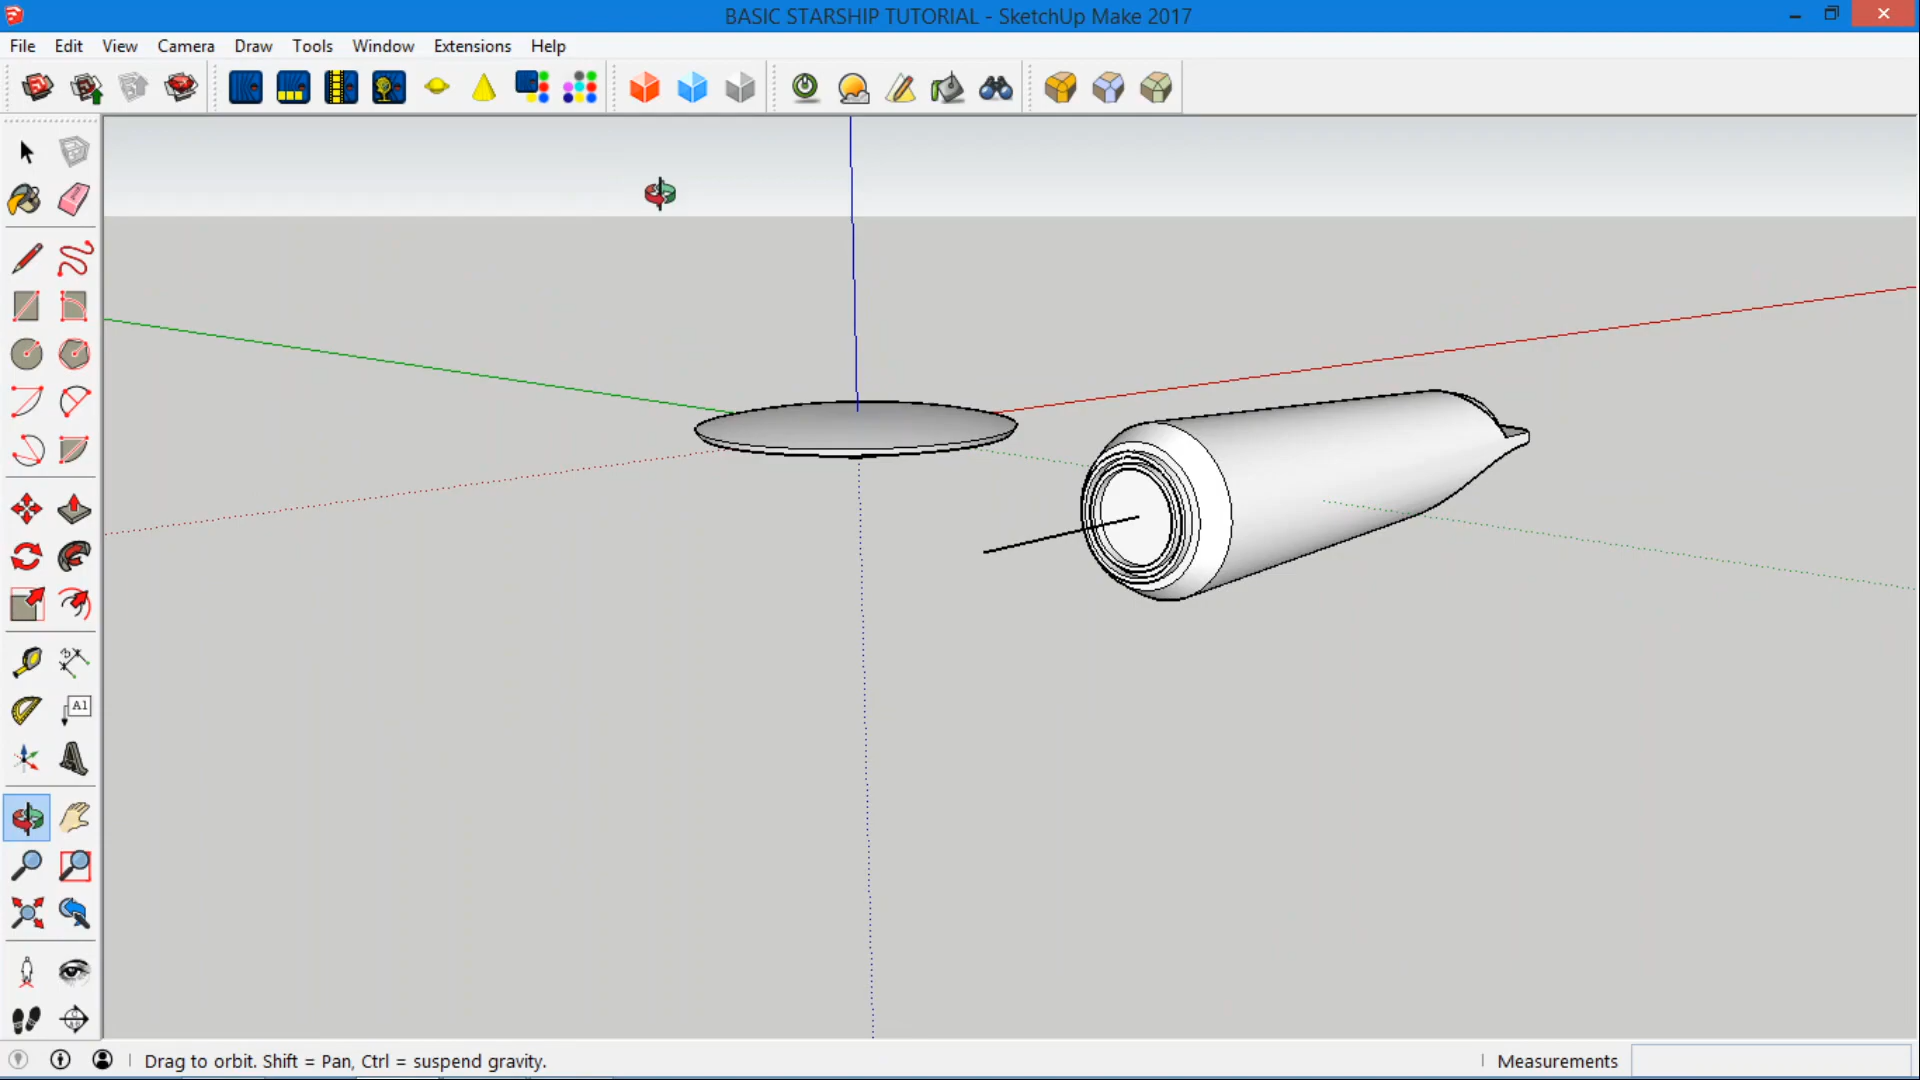 BASIC STARSHIP TUTORIAL - SketchUp Make 2017
File Edit View Camera Draw Tools Window Extensions Help
A1
Drag to orbit. Shift = Pan, Ctrl = suspend gravity.
Measurements